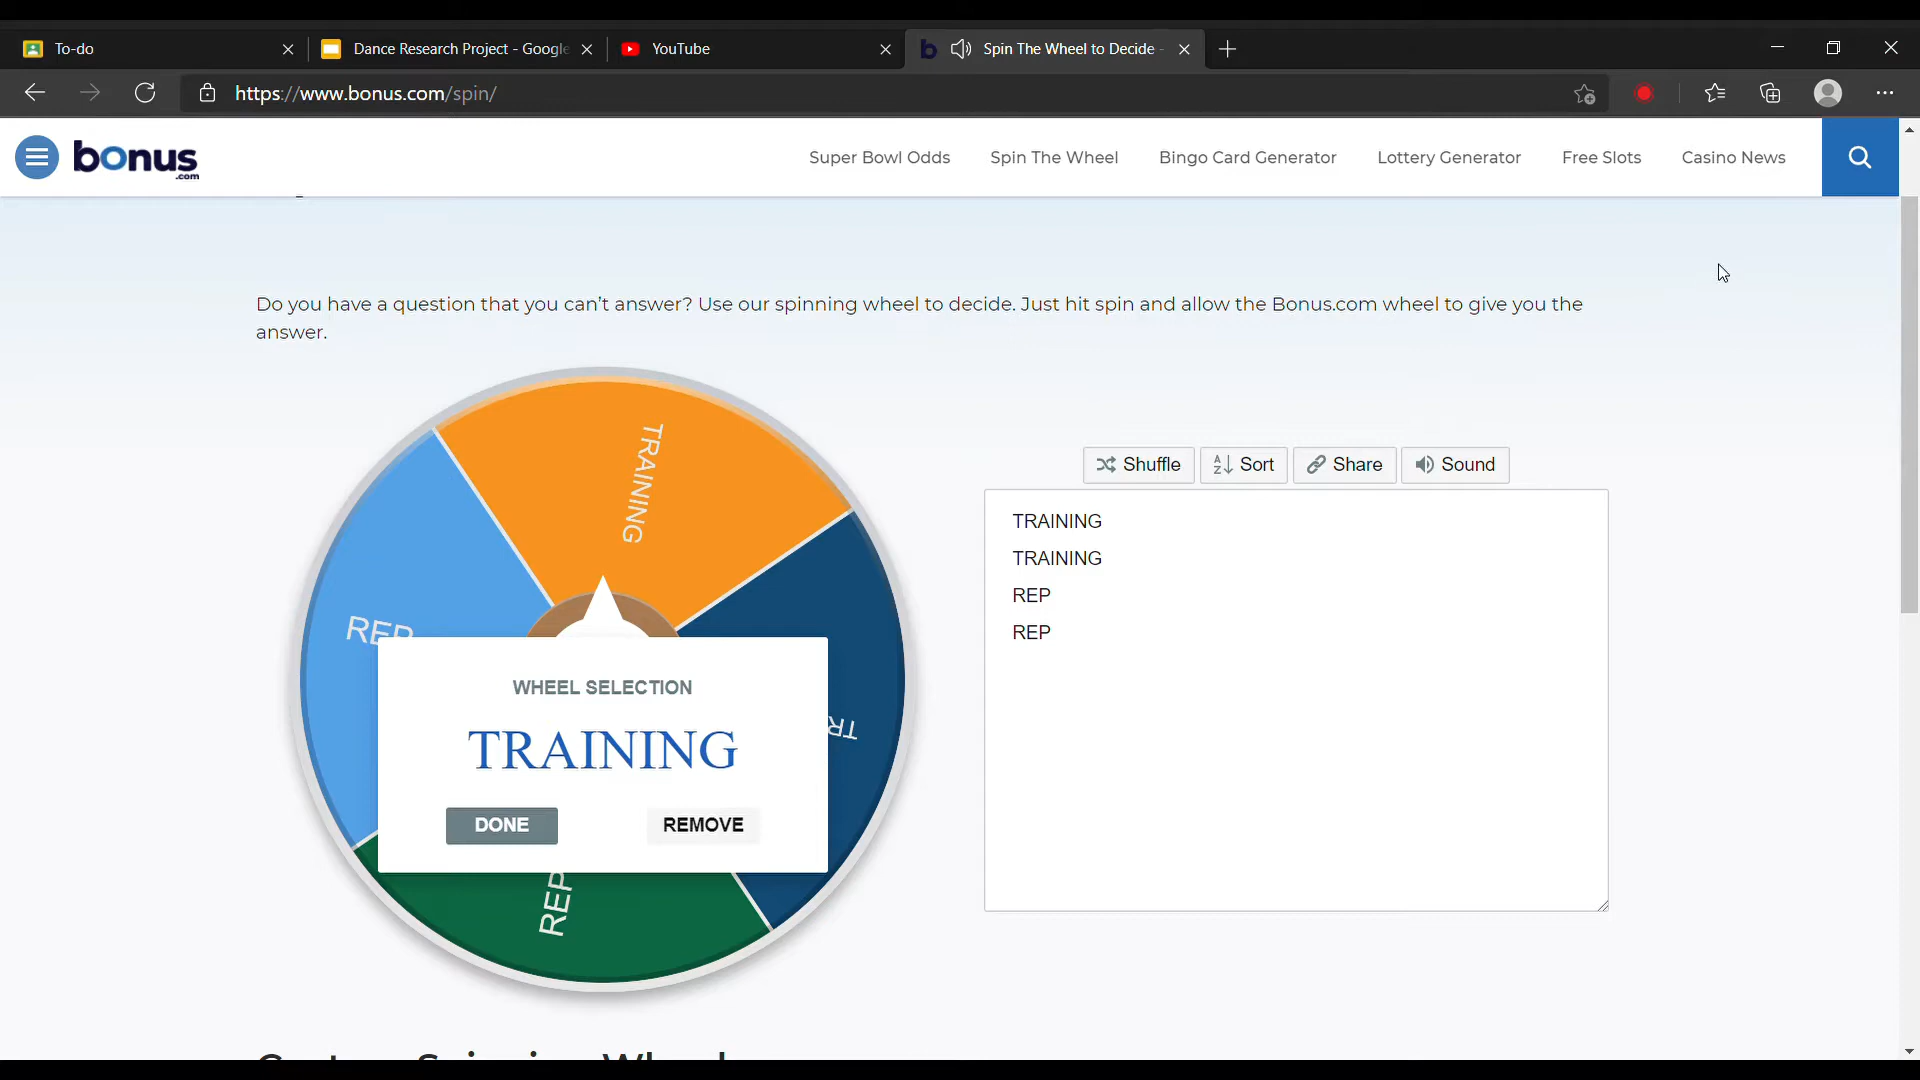 To-do
Dance Research Project - Google
YouTube
Spin The Wheel to Decide -
https://www.bonus.com/spin/
bonus
.com
Super Bowl Odds
Spin The Wheel
Bingo Card Generator
Lottery Generator
Free Slots
Casino News
Do you have a question that you can't answer? Use our spinning wheel to decide. Just hit spin and allow the Bonus.com wheel to give you the
answer.
TRAINING
REP
TR
REP
WHEEL SELECTION
TRAINING
DONE
REMOVE
Shuffle
Sort
Share
Sound
TRAINING
TRAINING
REP
REP